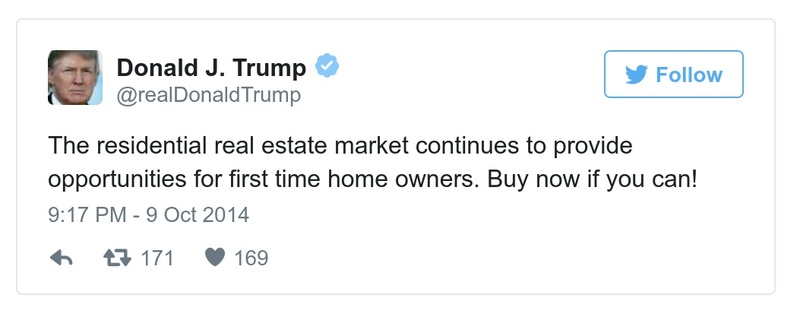 Donald J. Trump
@realDonaldTrump
Follow
The residential real estate market continues to provide
opportunities for first time home owners. Buy now if you can!
9:17 PM - 9 Oct 2014
171 169